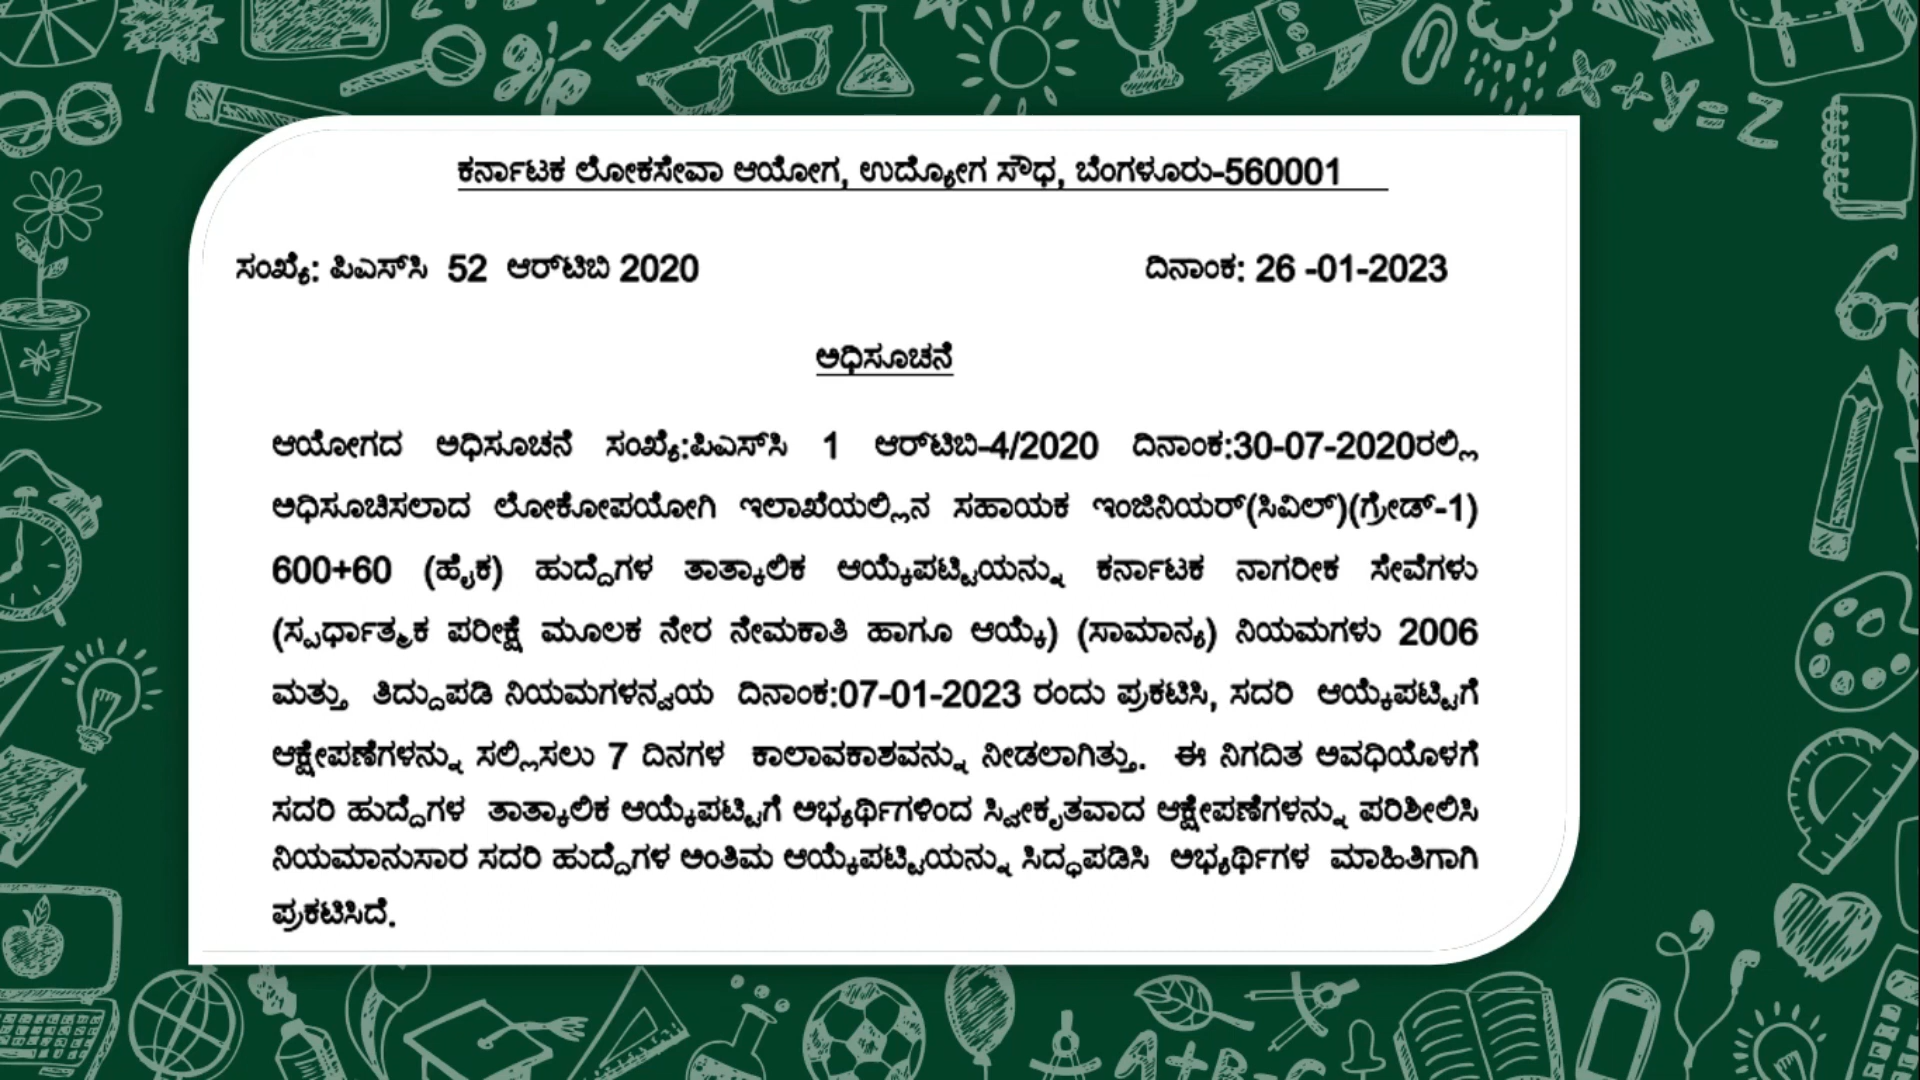 ಕರ್ನಾಟಕ ಲೋಕಸೇವಾ ಆಯೋಗ, ಉದ್ಯೋಗ ಸೌಧ, ಬೆಂಗಳೂರು-560001
ಸಂಖ್ಯೆ: ಪಿಎಸ್‌ಸಿ 52 ಆರ್‌ಟಿಬಿ 2020 ದಿನಾಂಕ: 26 -01-2023
ಅಧಿಸೂಚನೆ
ಆಯೋಗದ ಅಧಿಸೂಚನೆ ಸಂಖ್ಯೆ:ಪಿಎಸ್‌ಸಿ 1 ಆರ್‌ಟಿಬಿ-4/2020 ದಿನಾಂಕ:30-07-2020ರಲ್ಲಿ
ಅಧಿಸೂಚಿಸಲಾದ ಲೋಕೋಪಯೋಗಿ ಇಲಾಖೆಯಲ್ಲಿನ ಸಹಾಯಕ ಇಂಜಿನಿಯರ್(ಸಿವಿಲ್)(ಗ್ರೇಡ್-1)
600+60 (ಹೈಕ) ಹುದ್ದೆಗಳ ತಾತ್ಕಾಲಿಕ ಆಯ್ಕೆಪಟ್ಟಿಯನ್ನು ಕರ್ನಾಟಕ ನಾಗರೀಕ ಸೇವೆಗಳು
(ಸ್ಪರ್ಧಾತ್ಮಕ ಪರೀಕ್ಷೆ ಮೂಲಕ ನೇರ ನೇಮಕಾತಿ ಹಾಗೂ ಆಯ್ಕೆ) (ಸಾಮಾನ್ಯ) ನಿಯಮಗಳು 2006
ಮತ್ತು ತಿದ್ದುಪಡಿ ನಿಯಮಗಳನ್ವಯ ದಿನಾಂಕ:07-01-2023 ರಂದು ಪ್ರಕಟಿಸಿ, ಸದರಿ ಆಯ್ಕೆಪಟ್ಟಿಗೆ
ಆಕ್ಷೇಪಣೆಗಳನ್ನು ಸಲ್ಲಿಸಲು 7 ದಿನಗಳ ಕಾಲಾವಕಾಶವನ್ನು ನೀಡಲಾಗಿತ್ತು. ಈ ನಿಗದಿತ ಅವಧಿಯೊಳಗೆ
ಸದರಿ ಹುದ್ದೆಗಳ ತಾತ್ಕಾಲಿಕ ಆಯ್ಕೆಪಟ್ಟಿಗೆ ಅಭ್ಯರ್ಥಿಗಳಿಂದ ಸ್ವೀಕೃತವಾದ ಆಕ್ಷೇಪಣೆಗಳನ್ನು ಪರಿಶೀಲಿಸಿ
ನಿಯಮಾನುಸಾರ ಸದರಿ ಹುದ್ದೆಗಳ ಅಂತಿಮ ಆಯ್ಕೆಪಟ್ಟಿಯನ್ನು ಸಿದ್ಧಪಡಿಸಿ ಅಭ್ಯರ್ಥಿಗಳ ಮಾಹಿತಿಗಾಗಿ
ಪ್ರಕಟಿಸಿದೆ.